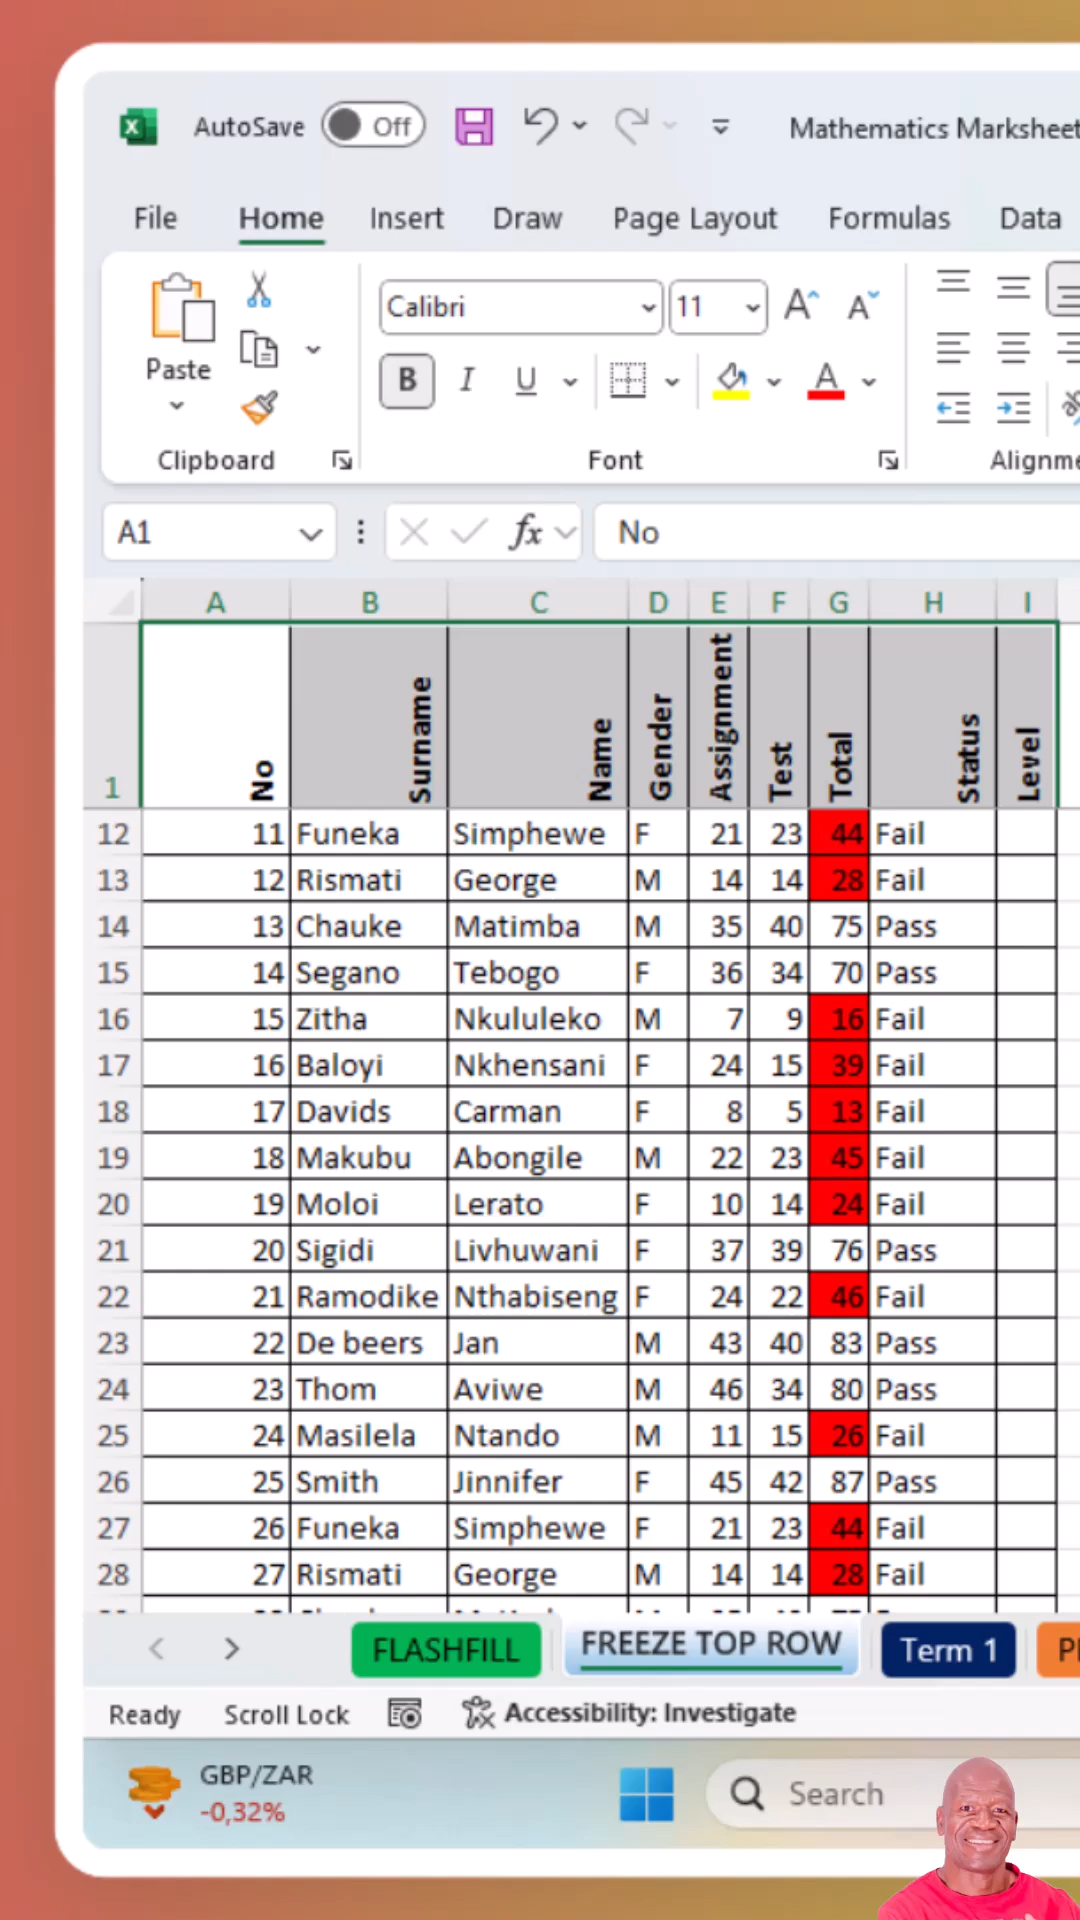 AutoSave Off Mathematics Marksheet
File Home Insert Draw Page Layout Formulas Data
Calibri 11
Paste B I U A
Clipboard Font Alignme
A1 fx No
A B C D E F G H I
1 No Surname Name Gender Assignment Test Total Status Level
12 11 Funeka Simphewe F 21 23 44 Fail
13 12 Rismati George M 14 14 28 Fail
14 13 Chauke Matimba M 35 40 75 Pass
15 14 Segano Tebogo F 36 34 70 Pass
16 15 Zitha Nkululeko M 7 9 16 Fail
17 16 Baloyi Nkhensani F 24 15 39 Fail
18 17 Davids Carman F 8 5 13 Fail
19 18 Makubu Abongile M 22 23 45 Fail
20 19 Moloi Lerato F 10 14 24 Fail
21 20 Sigidi Livhuwani F 37 39 76 Pass
22 21 Ramodike Nthabiseng F 24 22 46 Fail
23 22 De beers Jan M 43 40 83 Pass
24 23 Thom Aviwe M 46 34 80 Pass
25 24 Masilela Ntando M 11 15 26 Fail
26 25 Smith Jinnifer F 45 42 87 Pass
27 26 Funeka Simphewe F 21 23 44 Fail
28 27 Rismati George M 14 14 28 Fail
FLASHFILL FREEZE TOP ROW Term 1
Ready Scroll Lock Accessibility: Investigate
GBP/ZAR
-0,32%
Search